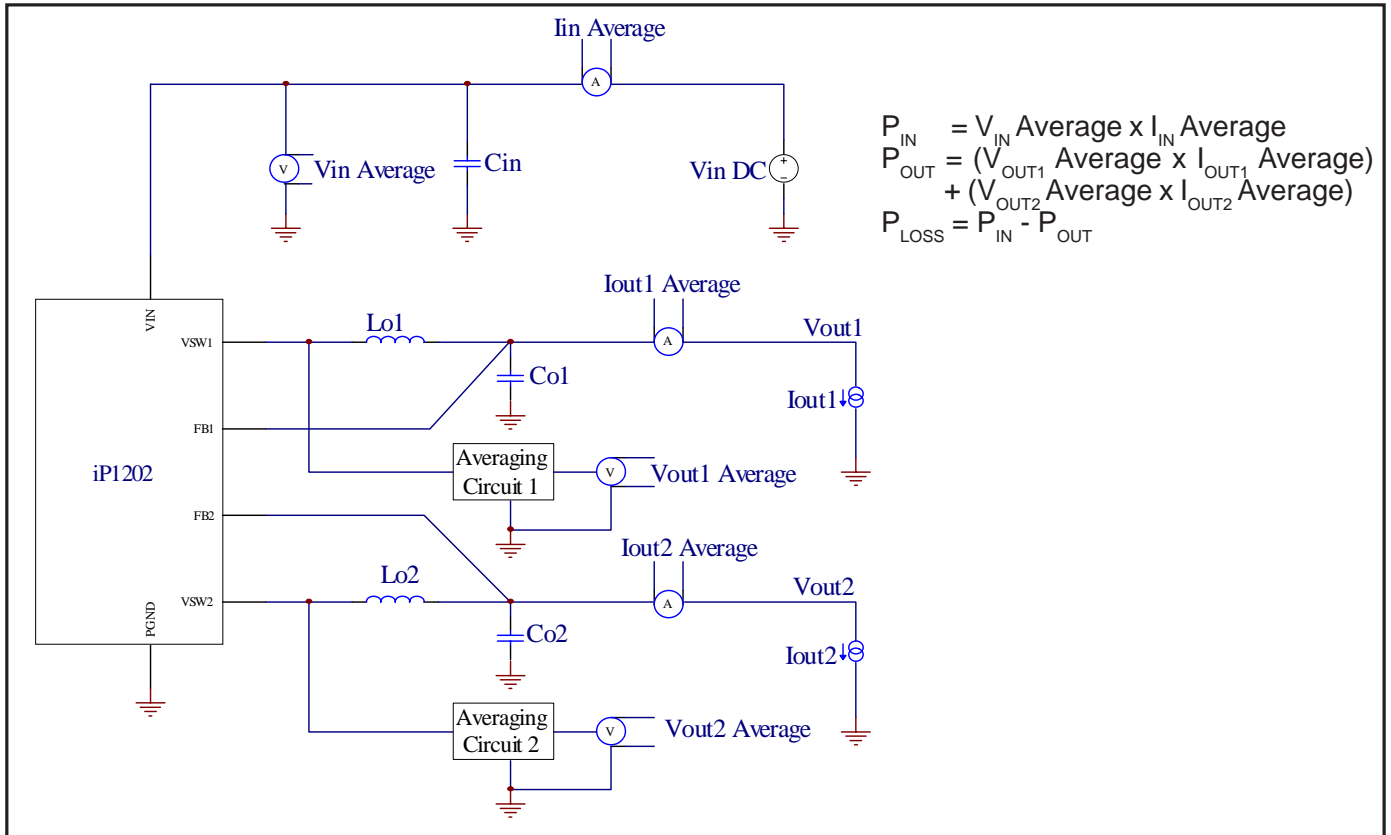 Iin Average
A
V
Vin Average
Cin
Vin DC
+
−
P_IN = V_IN Average x I_IN Average
P_OUT = (V_OUT1 Average x I_OUT1 Average)
+ (V_OUT2 Average x I_OUT2 Average)
P_LOSS = P_IN - P_OUT
VIN
Iout1 Average
VSW1
Lo1
A
Vout1
Co1
Iout1
FB1
iP1202
Averaging
Circuit 1
V
Vout1 Average
FB2
Iout2 Average
VSW2
Lo2
A
Vout2
PGND
Co2
Iout2
Averaging
Circuit 2
V
Vout2 Average